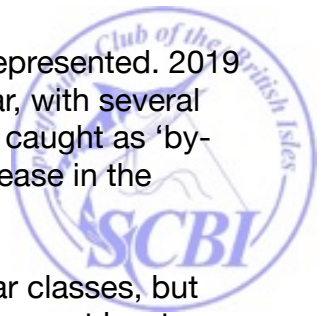 epresented. 2019
ar, with several
caught as ‘by-
ease in the
ar classes, but
Club of the British Isles
SCBI